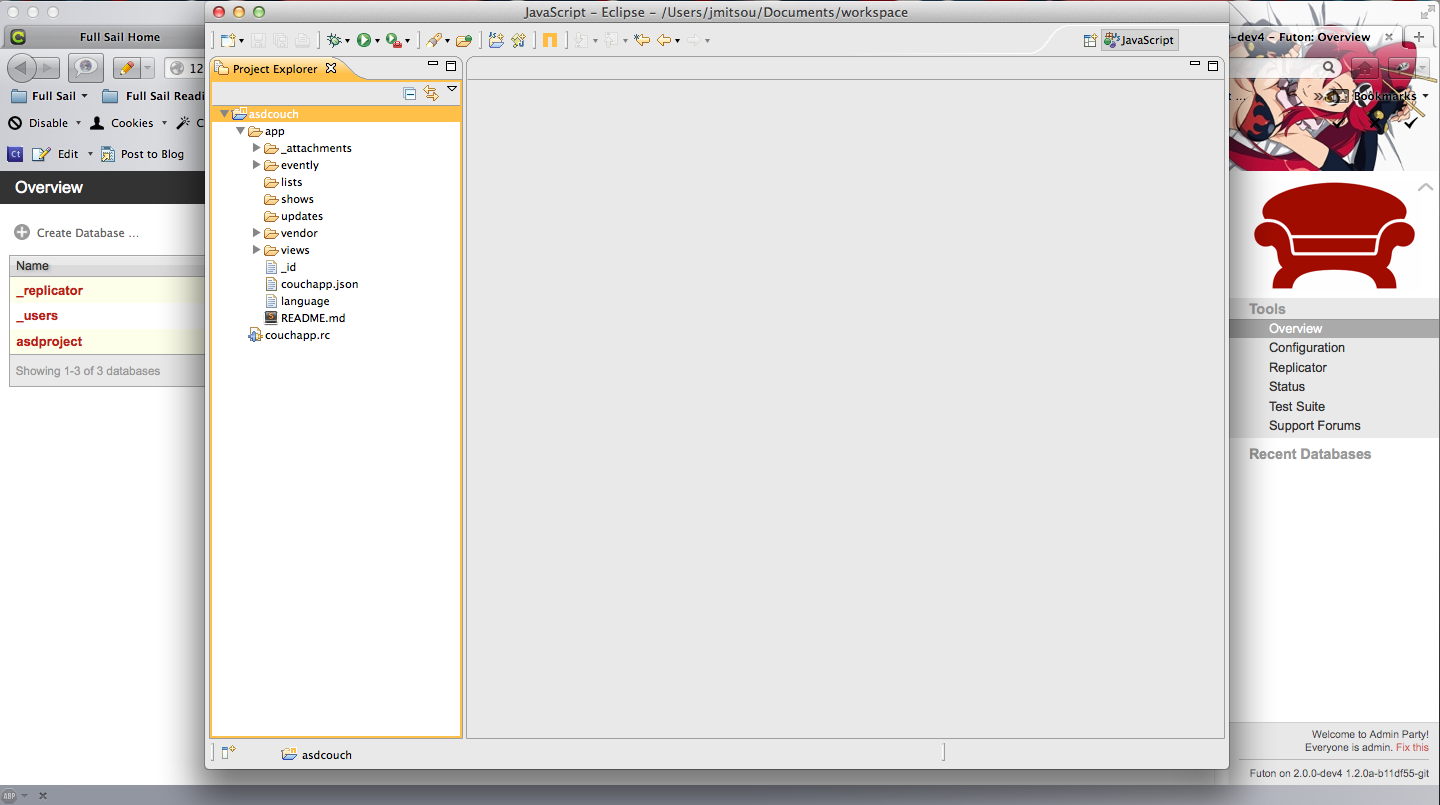 JavaScript – Eclipse – /Users/jmitsou/Documents/workspace
Full Sail Home
-dev4 – Futon: Overview
JavaScript
12
Project Explorer
Full Sail
Full Sail Readi
t ...
»
Bookmarks
Disable
Cookies
C
Ct
Edit
Post to Blog
Overview
Create Database ...
Name
_replicator
_users
asdproject
Showing 1-3 of 3 databases
asdcouch
app
_attachments
evently
lists
shows
updates
vendor
views
_id
couchapp.json
language
README.md
couchapp.rc
asdcouch
Tools
Overview
Configuration
Replicator
Status
Test Suite
Support Forums
Recent Databases
Welcome to Admin Party!
Everyone is admin. Fix this
Futon on 2.0.0-dev4 1.2.0a-b11df55-git
ABP